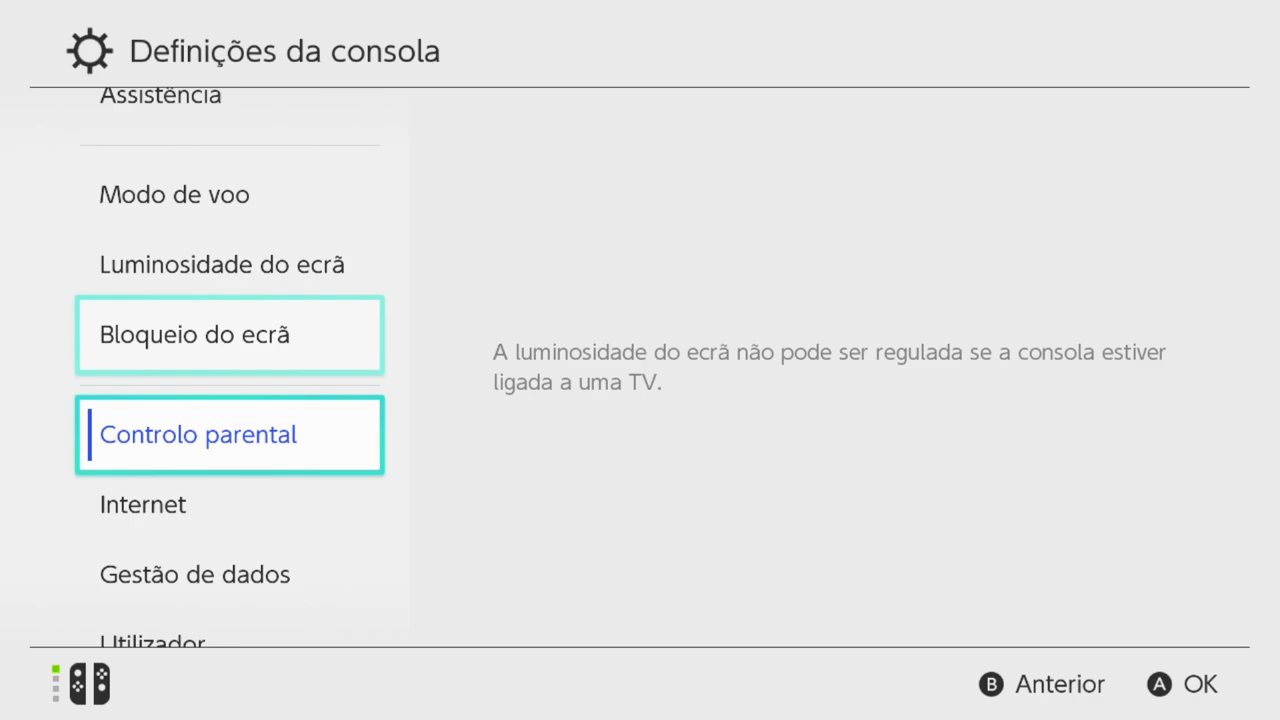 Definições da consola
Assistência
Modo de voo
Luminosidade do ecrã
Bloqueio do ecrã
Controlo parental
Internet
Gestão de dados
Utilizador
A luminosidade do ecrã não pode ser regulada se a consola estiver
ligada a uma TV.
B Anterior
A OK